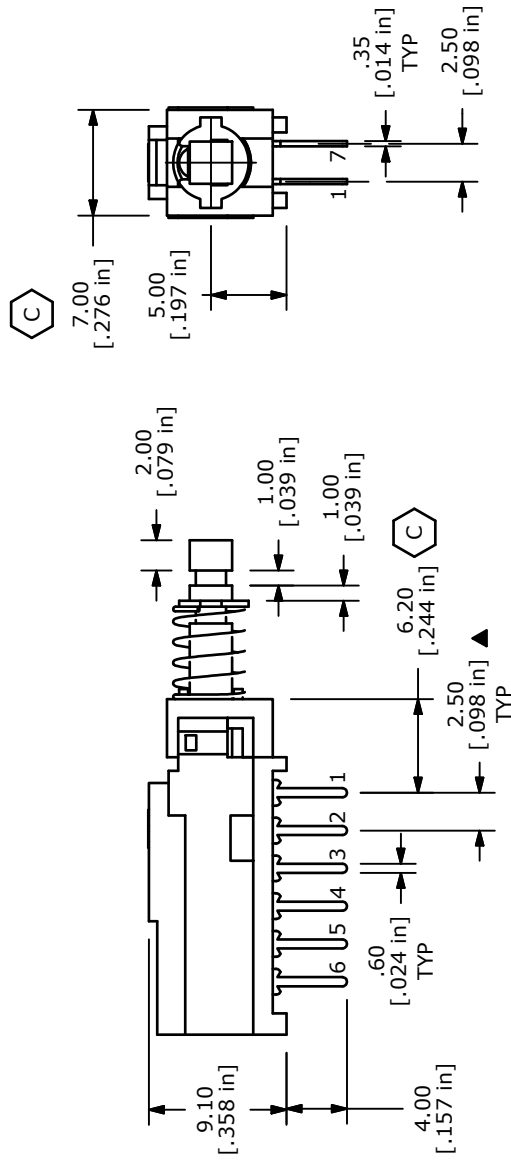 C
7.00
[.276 in]
5.00
[.197 in]
.35
[.014 in]
TYP
2.50
[.098 in]
1
7
2.00
[.079 in]
1.00
[.039 in]
1.00
[.039 in]
C
6.20
[.244 in]
2.50
[.098 in]
TYP
1
2
3
4
5
6
.60
[.024 in]
TYP
9.10
[.358 in]
4.00
[.157 in]